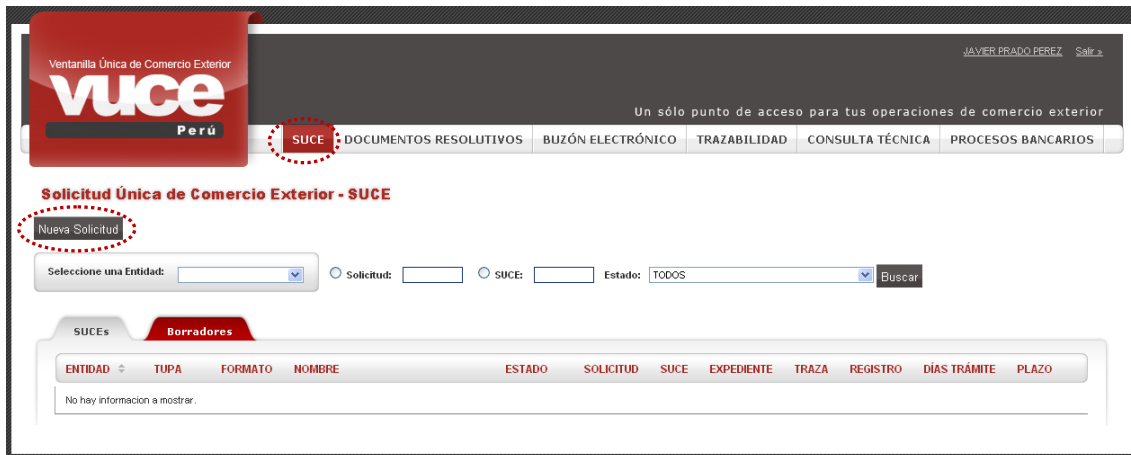 JAVIER PRADO PEREZ Salir »
Ventanilla Única de Comercio Exterior
vuce
Perú
Un sólo punto de acceso para tus operaciones de comercio exterior
SUCE DOCUMENTOS RESOLUTIVOS BUZÓN ELECTRÓNICO TRAZABILIDAD CONSULTA TÉCNICA PROCESOS BANCARIOS
Solicitud Única de Comercio Exterior - SUCE
Nueva Solicitud
Seleccione una Entidad: Solicitud: SUCE: Estado: TODOS Buscar
SUCEs Borradores
ENTIDAD TUPA FORMATO NOMBRE ESTADO SOLICITUD SUCE EXPEDIENTE TRAZA REGISTRO DÍAS TRÁMITE PLAZO
No hay informacion a mostrar.